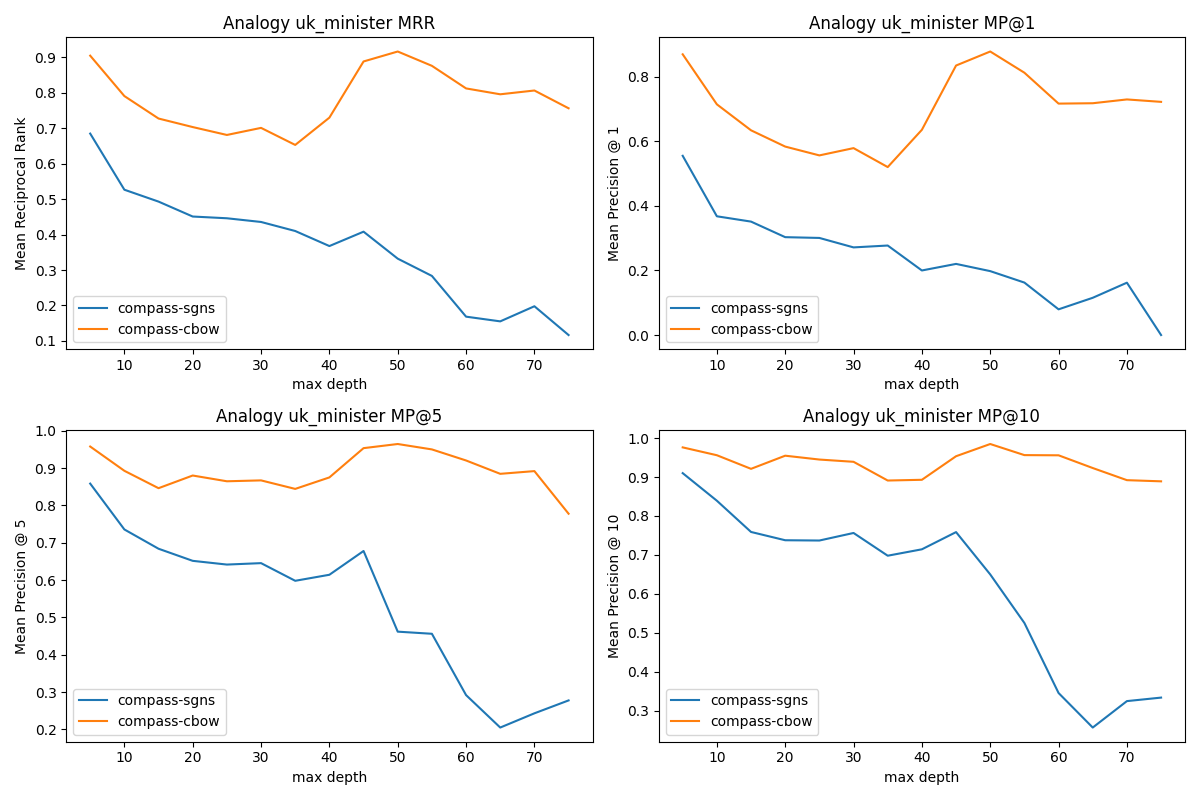 Analogy uk_minister MRR
Mean Reciprocal Rank
0.9
0.8
0.7
0.6
0.5
0.4
0.3
0.2
0.1
compass-sgns
compass-cbow
10 20 30 40 50 60 70
max depth
Analogy uk_minister MP@1
Mean Precision @ 1
0.8
0.6
0.4
0.2
0.0
compass-sgns
compass-cbow
10 20 30 40 50 60 70
max depth
Analogy uk_minister MP@5
Mean Precision @ 5
1.0
0.9
0.8
0.7
0.6
0.5
0.4
0.3
0.2
compass-sgns
compass-cbow
10 20 30 40 50 60 70
max depth
Analogy uk_minister MP@10
Mean Precision @ 10
1.0
0.9
0.8
0.7
0.6
0.5
0.4
0.3
compass-sgns
compass-cbow
10 20 30 40 50 60 70
max depth